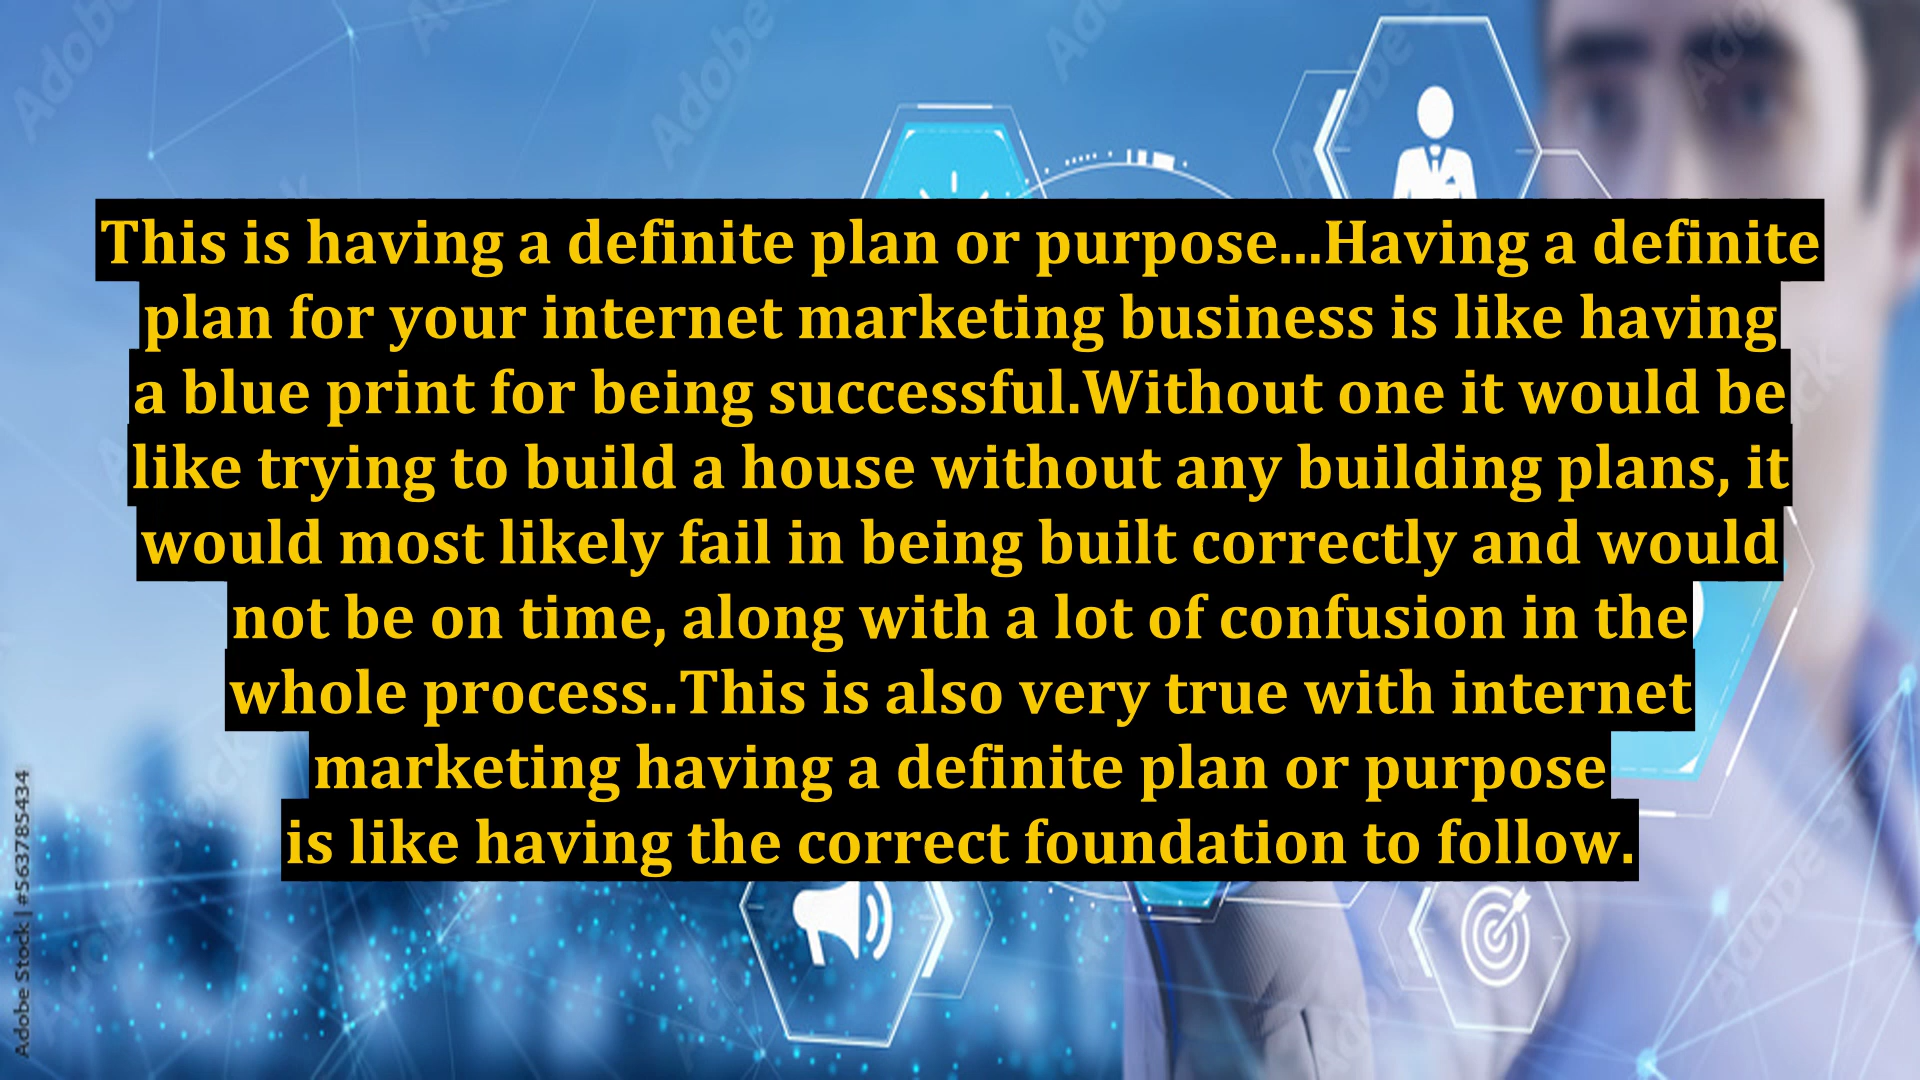 This is having a definite plan or purpose...Having a definite
plan for your internet marketing business is like having
a blue print for being successful.Without one it would be
like trying to build a house without any building plans, it
would most likely fail in being built correctly and would
not be on time, along with a lot of confusion in the
whole process..This is also very true with internet
marketing having a definite plan or purpose
is like having the correct foundation to follow.
Adobe Stock | #563785434